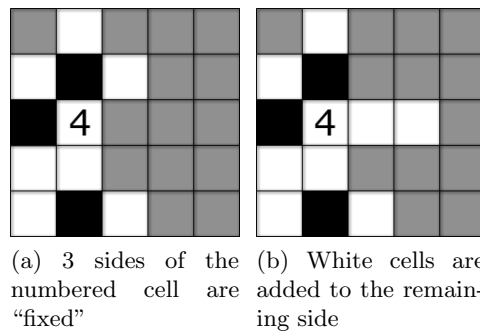 4
4
(a) 3 sides of the
numbered cell are
"fixed"
(b) White cells are
added to the remain-
ing side